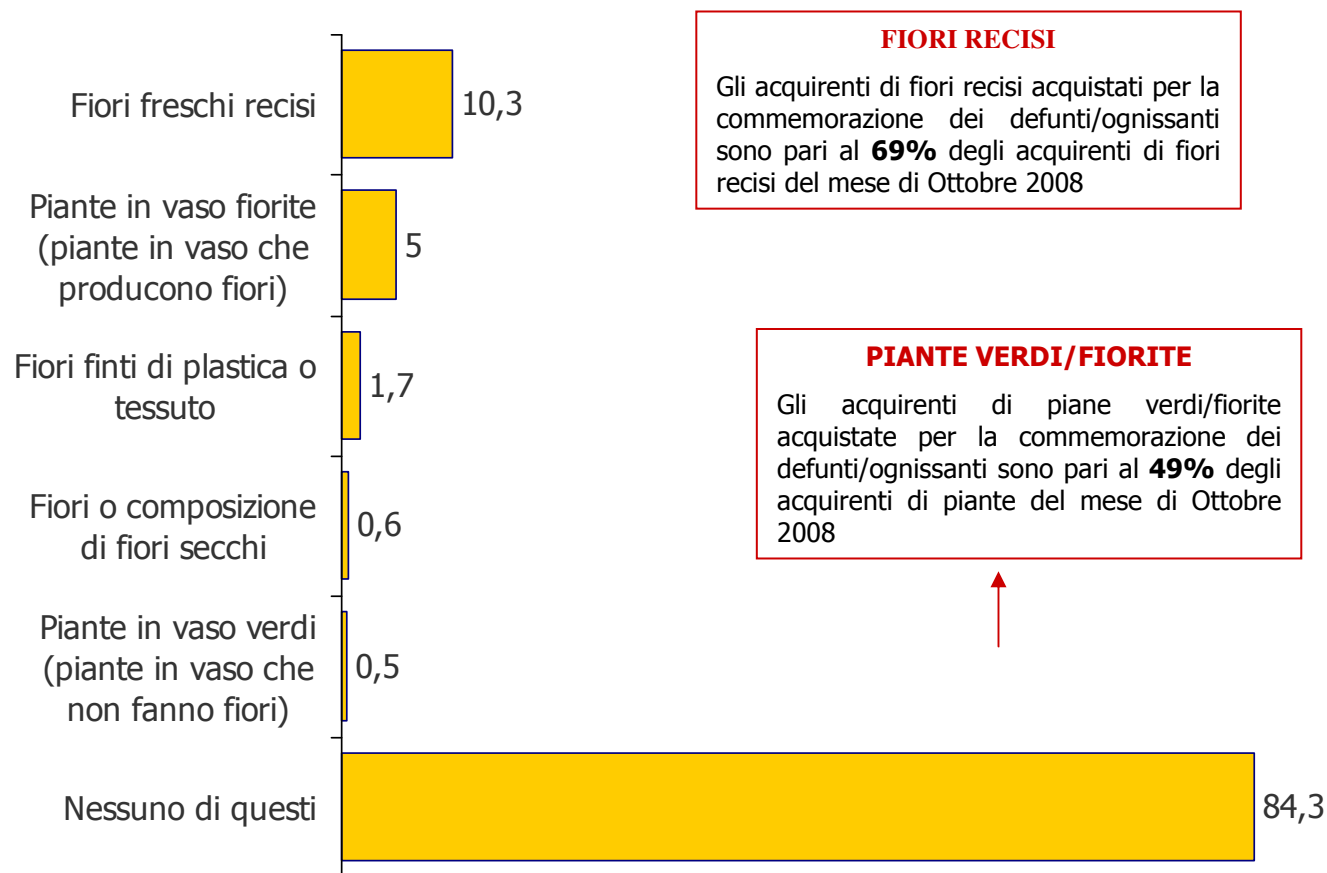 Fiori freschi recisi
10,3
Piante in vaso fiorite
(piante in vaso che
producono fiori)
5
Fiori finti di plastica o
tessuto
1,7
Fiori o composizione
di fiori secchi
0,6
Piante in vaso verdi
(piante in vaso che
non fanno fiori)
0,5
Nessuno di questi
84,3
FIORI RECISI
Gli acquirenti di fiori recisi acquistati per la
commemorazione dei defunti/ognissanti
sono pari al 69% degli acquirenti di fiori
recisi del mese di Ottobre 2008
PIANTE VERDI/FIORITE
Gli acquirenti di piane verdi/fiorite
acquistate per la commemorazione dei
defunti/ognissanti sono pari al 49% degli
acquirenti di piante del mese di Ottobre
2008